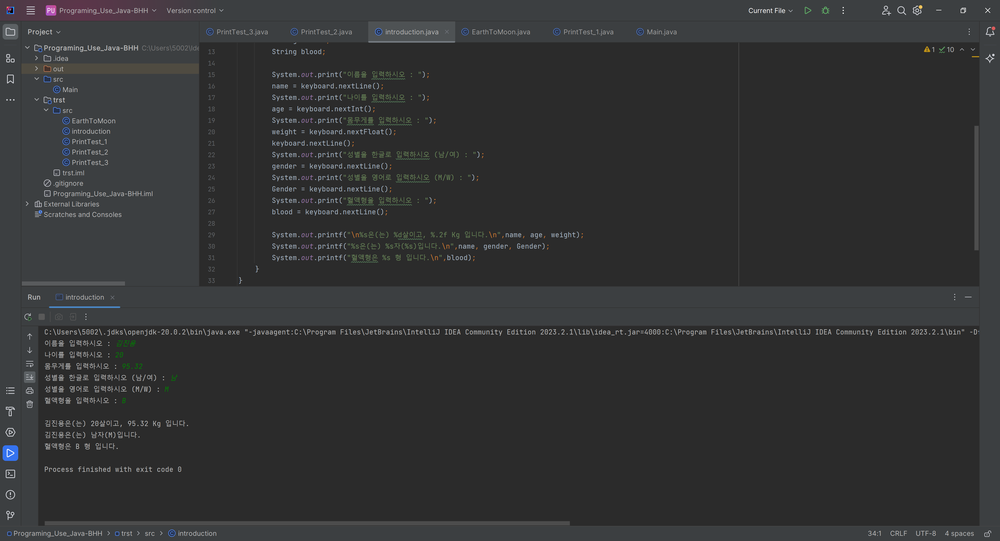 PU Programing_Use_Java-BHH Version control Current File
Project
PrintTest_3.java PrintTest_2.java introduction.java EarthToMoon.java PrintTest_1.java Main.java
Programing_Use_Java-BHH C:\Users\5002\Ide
.idea
out
src
Main
trst
src
EarthToMoon
introduction
PrintTest_1
PrintTest_2
PrintTest_3
trst.iml
.gitignore
Programing_Use_Java-BHH.iml
External Libraries
Scratches and Consoles
1 10
13 String blood;
14
15 System.out.print("이름을 입력하시오 : ");
16 name = keyboard.nextLine();
17 System.out.print("나이를 입력하시오 : ");
18 age = keyboard.nextInt();
19 System.out.print("몸무게를 입력하시오 : ");
20 weight = keyboard.nextFloat();
21 keyboard.nextLine();
22 System.out.print("성별을 한글로 입력하시오 (남/여) : ");
23 gender = keyboard.nextLine();
24 System.out.print("성별을 영어로 입력하시오 (M/W) : ");
25 Gender = keyboard.nextLine();
26 System.out.print("혈액형을 입력하시오 : ");
27 blood = keyboard.nextLine();
28
29 System.out.printf("\n%s은(는) %d살이고, %.2f Kg 입니다.\n",name, age, weight);
30 System.out.printf("%s은(는) %s자(%s)입니다.\n",name, gender, Gender);
31 System.out.printf("혈액형은 %s 형 입니다.\n",blood);
32 }
33 }
Run introduction
C:\Users\5002\.jdks\openjdk-20.0.2\bin\java.exe "-javaagent:C:\Program Files\JetBrains\IntelliJ IDEA Community Edition 2023.2.1\lib\idea_rt.jar=4000:C:\Program Files\JetBrains\IntelliJ IDEA Community Edition 2023.2.1\bin" -D
이름을 입력하시오 : 김진용
나이를 입력하시오 : 20
몸무게를 입력하시오 : 95.32
성별을 한글로 입력하시오 (남/여) : 남
성별을 영어로 입력하시오 (M/W) : M
혈액형을 입력하시오 : B
김진용은(는) 20살이고, 95.32 Kg 입니다.
김진용은(는) 남자(M)입니다.
혈액형은 B 형 입니다.
Process finished with exit code 0
Programing_Use_Java-BHH > trst > src > introduction 34:1 CRLF UTF-8 4 spaces